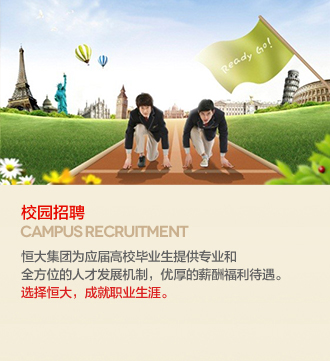 Ready Go!
校园招聘
CAMPUS RECRUITMENT
恒大集团为应届高校毕业生提供专业和
全方位的人才发展机制，优厚的薪酬福利待遇。
选择恒大，成就职业生涯。